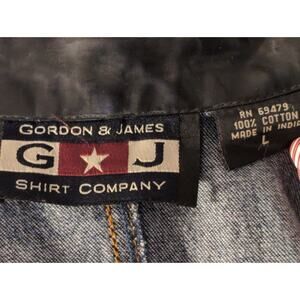 GORDON & JAMES
G ★ J
SHIRT COMPANY
RN 69479
100% COTTON
MADE IN INDIA
L